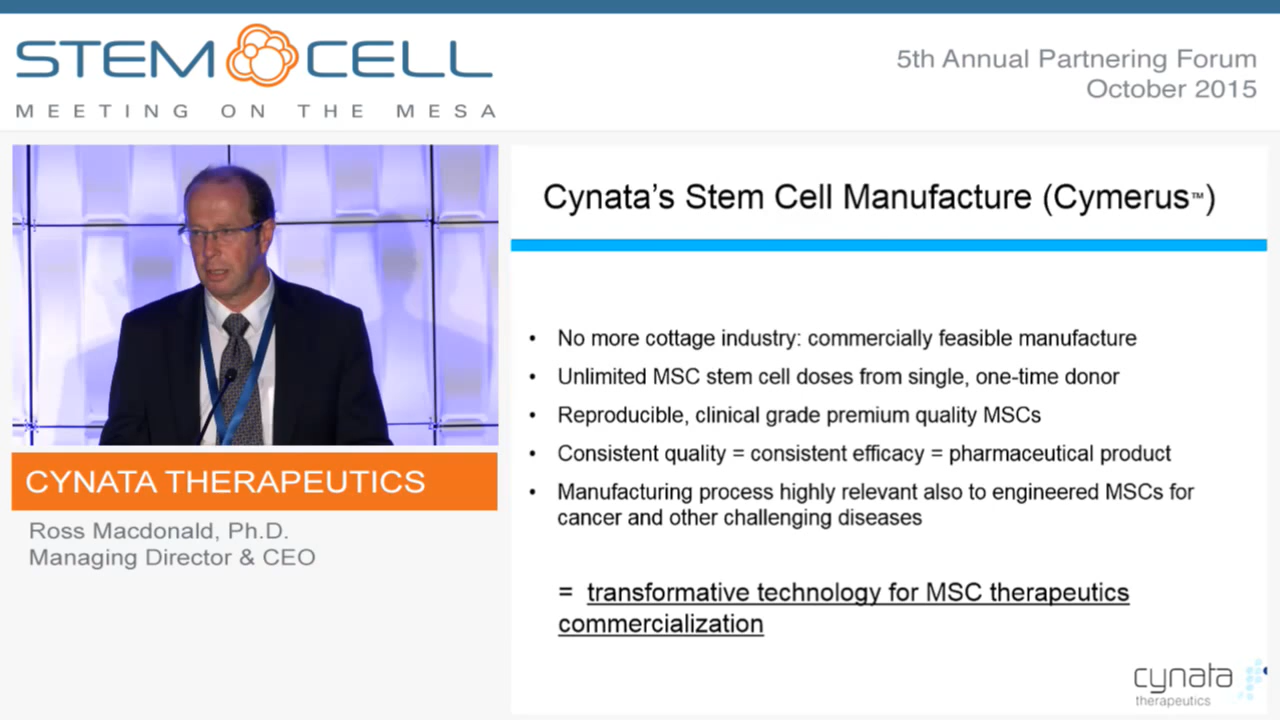 STEM CELL
MEETING ON THE MESA
5th Annual Partnering Forum
October 2015
CYNATA THERAPEUTICS
Ross Macdonald, Ph.D.
Managing Director & CEO
Cynata’s Stem Cell Manufacture (Cymerus™)
• No more cottage industry: commercially feasible manufacture
• Unlimited MSC stem cell doses from single, one-time donor
• Reproducible, clinical grade premium quality MSCs
• Consistent quality = consistent efficacy = pharmaceutical product
• Manufacturing process highly relevant also to engineered MSCs for
cancer and other challenging diseases
= transformative technology for MSC therapeutics
commercialization
cynata
therapeutics